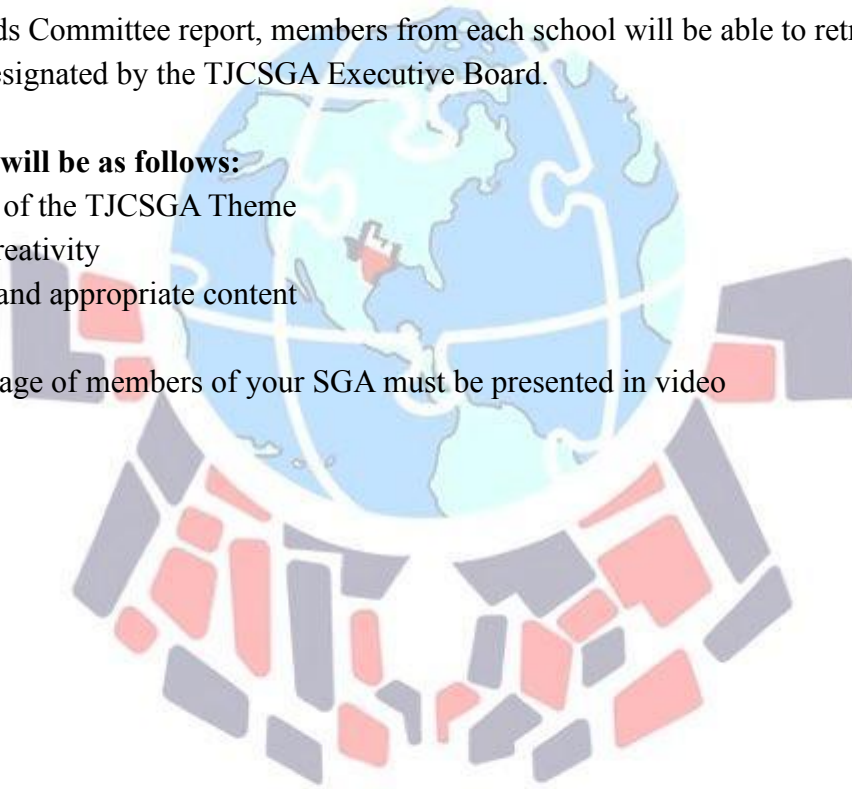 ds Committee report, members from each school will be able to retr
esignated by the TJCSGA Executive Board.
will be as follows:
of the TJCSGA Theme
reativity
and appropriate content
age of members of your SGA must be presented in video